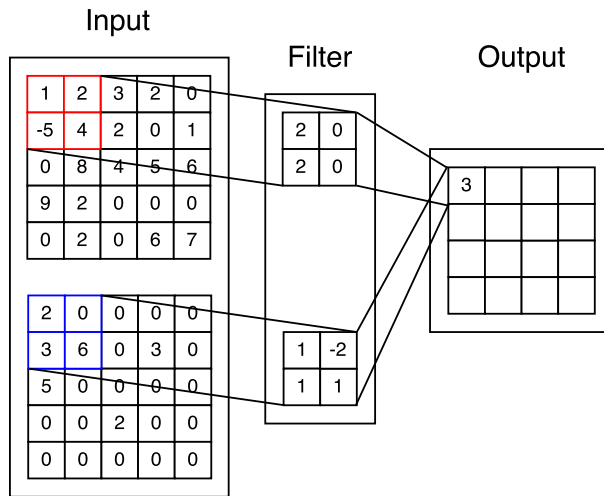 Input
Filter
Output
1 2 3 2 0
-5 4 2 0 1
0 8 4 5 6
9 2 0 0 0
0 2 0 6 7
2 0 0 0 0
3 6 0 3 0
5 0 0 0 0
0 0 2 0 0
0 0 0 0 0
2 0
2 0
1 -2
1 1
3